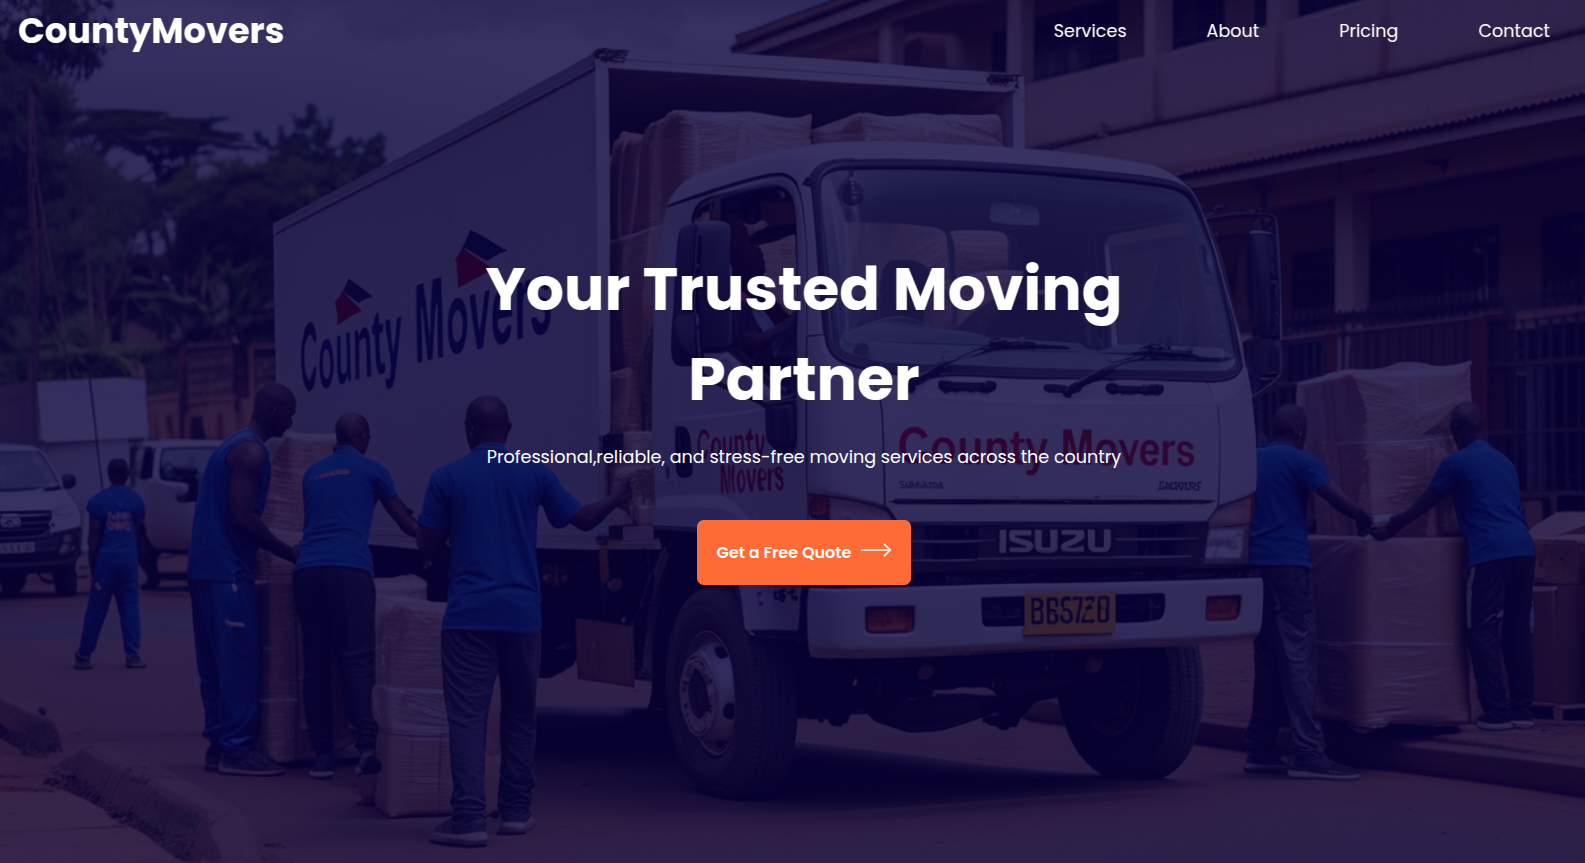 CountyMovers
Services About Pricing Contact
Your Trusted Moving
Partner
County Movers
County
Movers
County Movers
Professional,reliable, and stress-free moving services across the country
Get a Free Quote
ISUZU